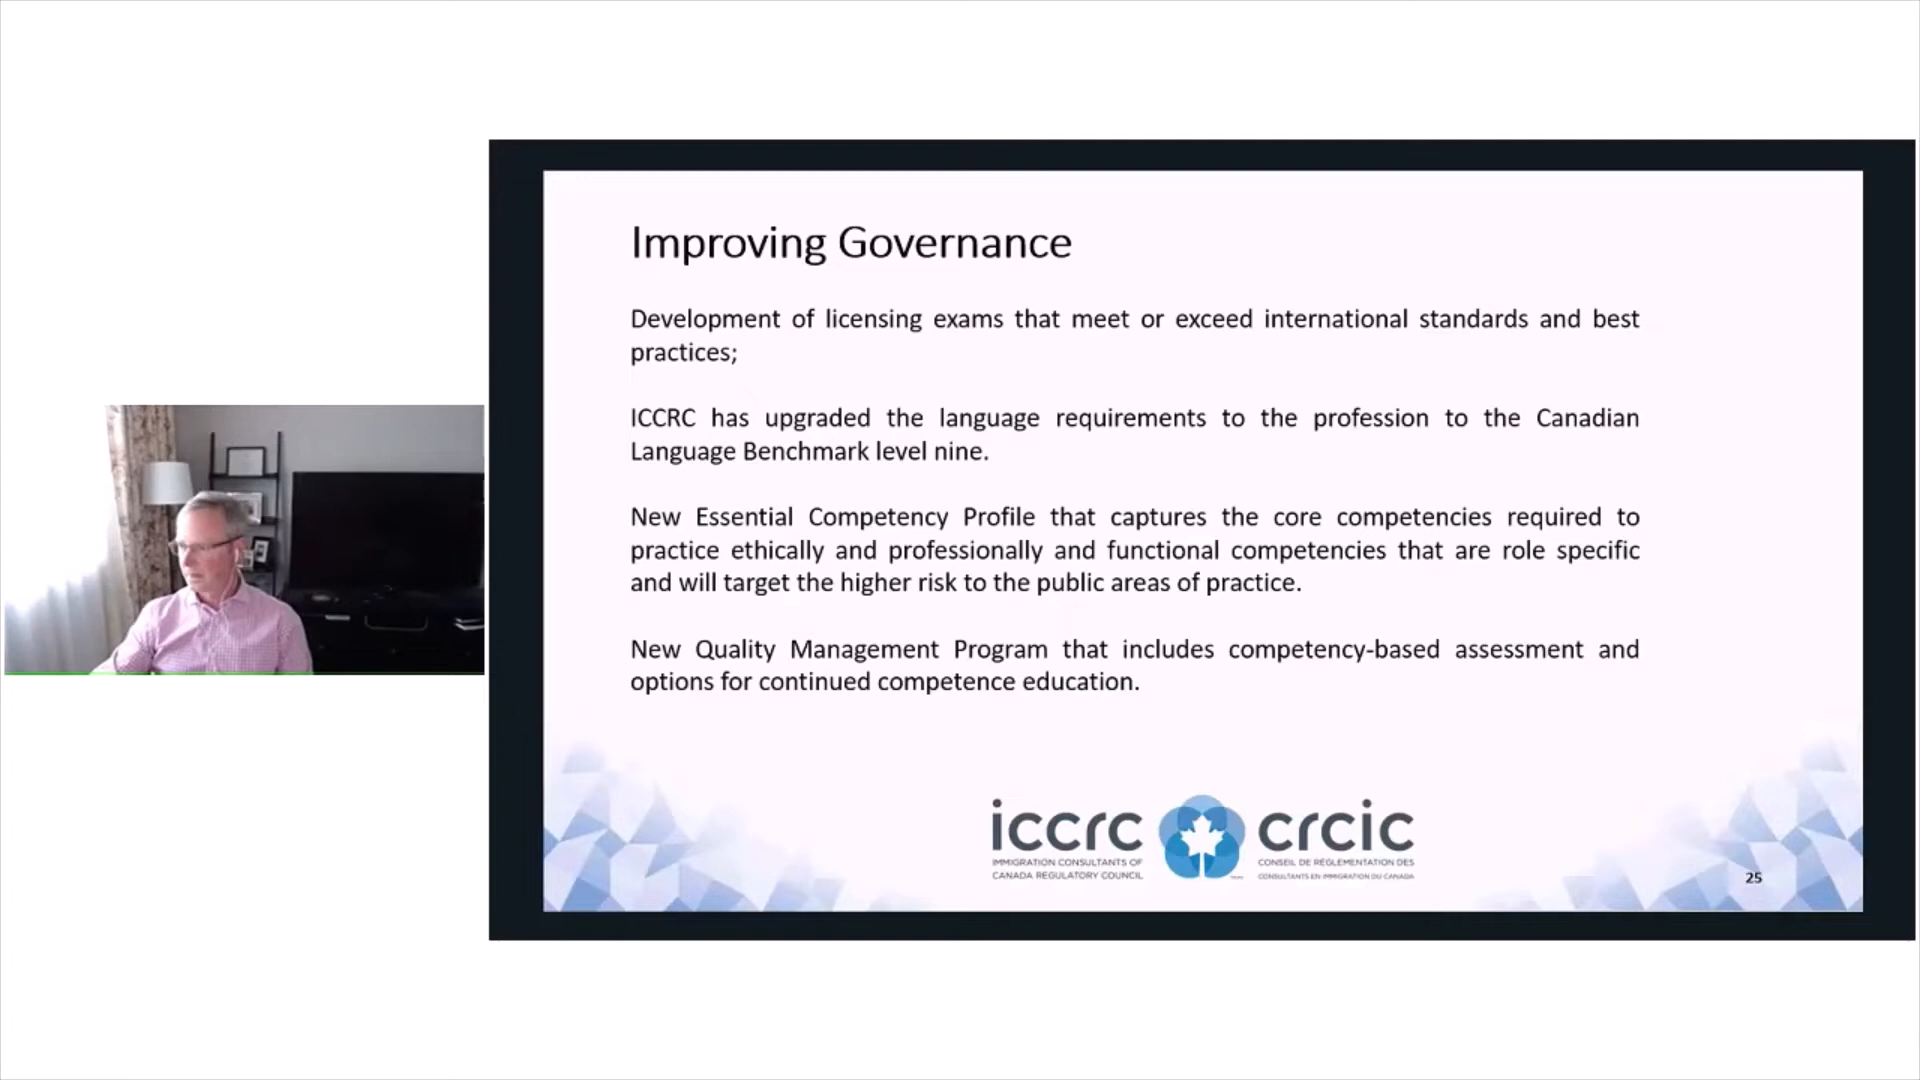 Improving Governance
Development of licensing exams that meet or exceed international standards and best
practices;
ICCRC has upgraded the language requirements to the profession to the Canadian
Language Benchmark level nine.
New Essential Competency Profile that captures the core competencies required to
practice ethically and professionally and functional competencies that are role specific
and will target the higher risk to the public areas of practice.
New Quality Management Program that includes competency-based assessment and
options for continued competence education.
iccrc crcic
IMMIGRATION CONSULTANTS OF
CANADA REGULATORY COUNCIL
CONSEIL DE RÉGLEMENTATION DES
CONSULTANTS EN IMMIGRATION DU CANADA
25